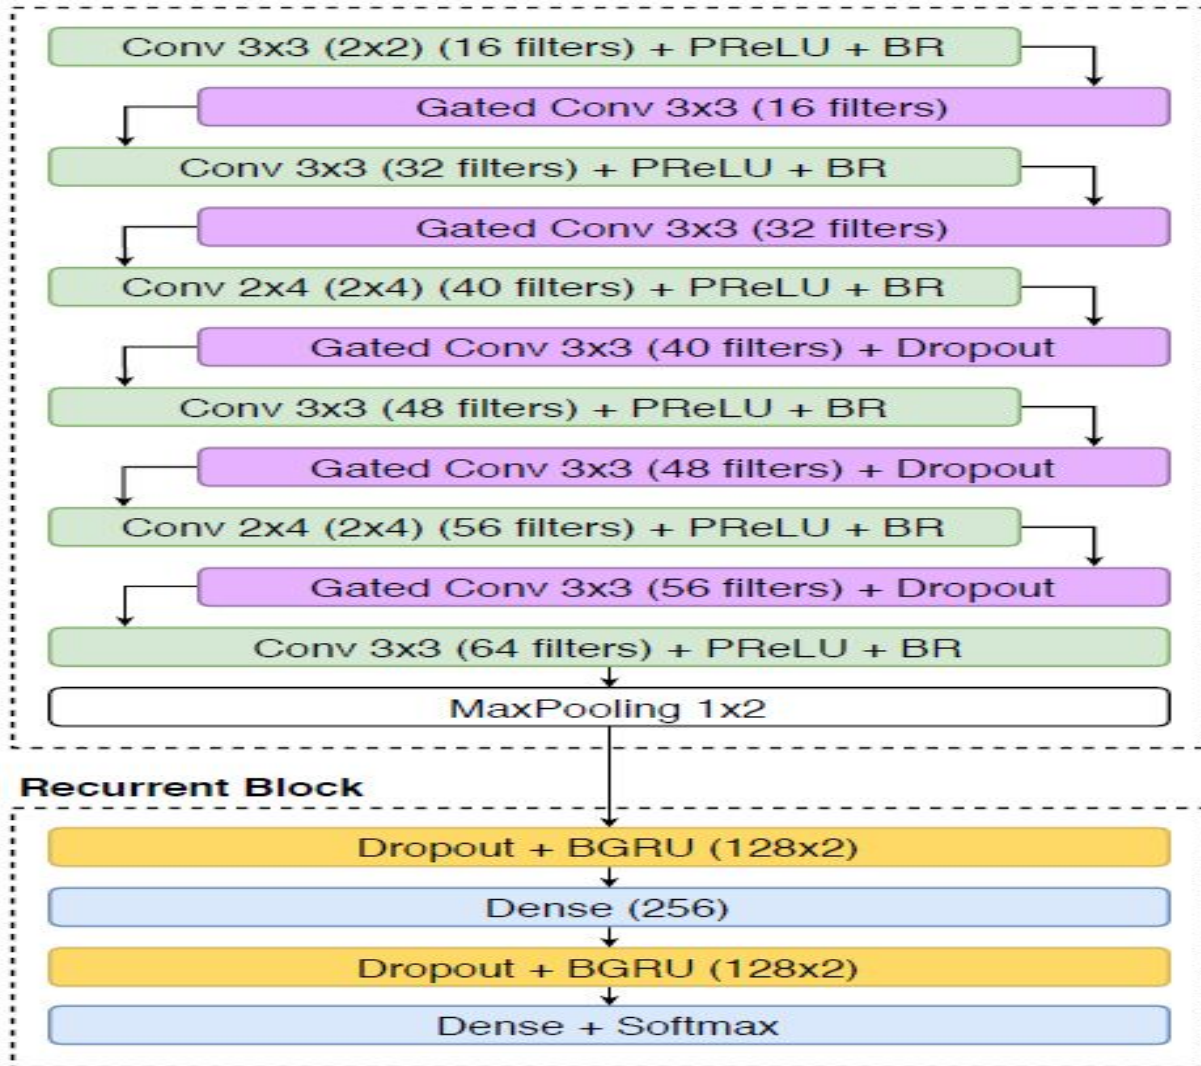 Conv 3x3 (2x2) (16 filters) + PReLU + BR
Gated Conv 3x3 (16 filters)
Conv 3x3 (32 filters) + PReLU + BR
Gated Conv 3x3 (32 filters)
Conv 2x4 (2x4) (40 filters) + PReLU + BR
Gated Conv 3x3 (40 filters) + Dropout
Conv 3x3 (48 filters) + PReLU + BR
Gated Conv 3x3 (48 filters) + Dropout
Conv 2x4 (2x4) (56 filters) + PReLU + BR
Gated Conv 3x3 (56 filters) + Dropout
Conv 3x3 (64 filters) + PReLU + BR
MaxPooling 1x2
Recurrent Block
Dropout + BGRU (128x2)
Dense (256)
Dropout + BGRU (128x2)
Dense + Softmax